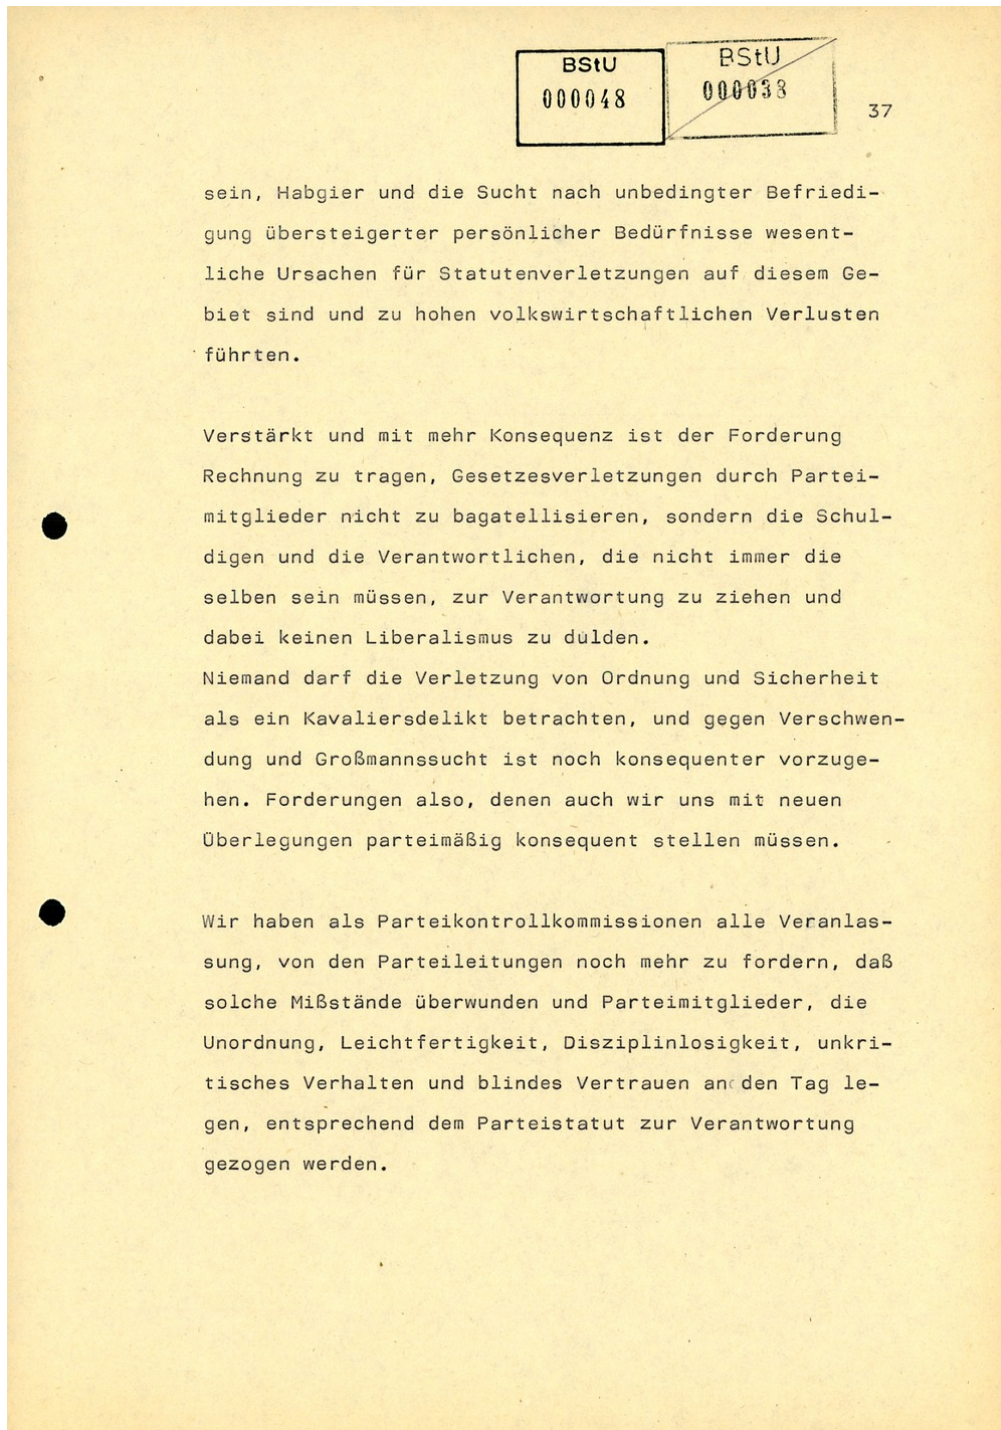 BStU
000048
BStU
000038
37
sein, Habgier und die Sucht nach unbedingter Befriedi-
gung übersteigerter persönlicher Bedürfnisse wesent-
liche Ursachen für Statutenverletzungen auf diesem Ge-
biet sind und zu hohen volkswirtschaftlichen Verlusten
führten.
Verstärkt und mit mehr Konsequenz ist der Forderung
Rechnung zu tragen, Gesetzesverletzungen durch Partei-
mitglieder nicht zu bagatellisieren, sondern die Schul-
digen und die Verantwortlichen, die nicht immer die
selben sein müssen, zur Verantwortung zu ziehen und
dabei keinen Liberalismus zu dulden.
Niemand darf die Verletzung von Ordnung und Sicherheit
als ein Kavaliersdelikt betrachten, und gegen Verschwen-
dung und Großmannssucht ist noch konsequenter vorzuge-
hen. Forderungen also, denen auch wir uns mit neuen
Überlegungen parteimäßig konsequent stellen müssen.
Wir haben als Parteikontrollkommissionen alle Veranlas-
sung, von den Parteileitungen noch mehr zu fordern, daß
solche Mißstände überwunden und Parteimitglieder, die
Unordnung, Leichtfertigkeit, Disziplinlosigkeit, unkri-
tisches Verhalten und blindes Vertrauen an den Tag le-
gen, entsprechend dem Parteistatut zur Verantwortung
gezogen werden.